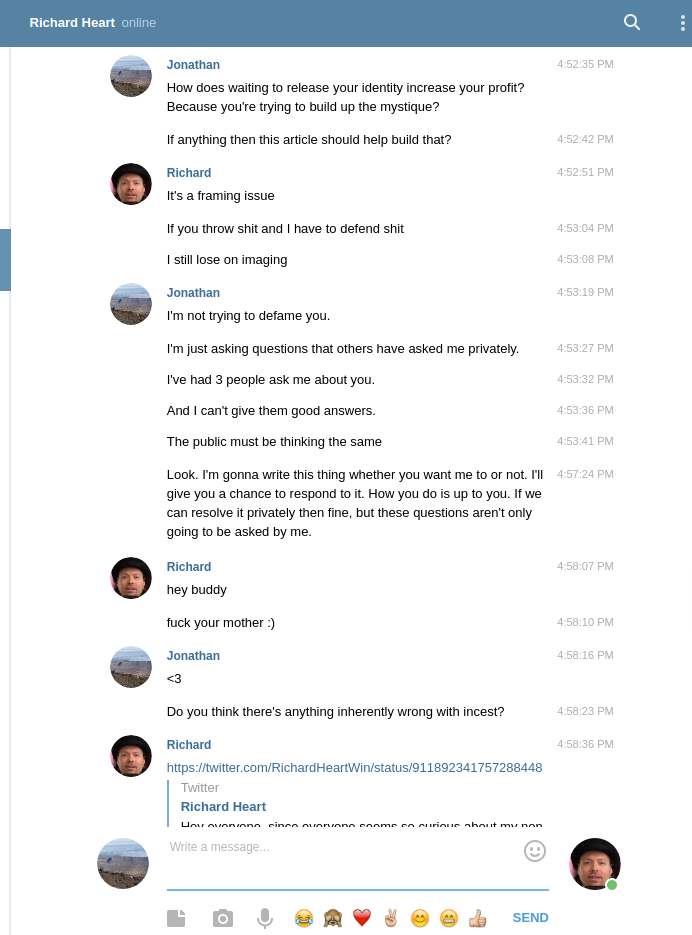 Richard Heart online
Jonathan 4:52:35 PM
How does waiting to release your identity increase your profit?
Because you're trying to build up the mystique?
If anything then this article should help build that? 4:52:42 PM
Richard 4:52:51 PM
It's a framing issue
If you throw shit and I have to defend shit 4:53:04 PM
I still lose on imaging 4:53:08 PM
Jonathan 4:53:19 PM
I'm not trying to defame you.
I'm just asking questions that others have asked me privately. 4:53:27 PM
I've had 3 people ask me about you. 4:53:32 PM
And I can't give them good answers. 4:53:36 PM
The public must be thinking the same 4:53:41 PM
Look. I'm gonna write this thing whether you want me to or not. I'll 4:57:24 PM
give you a chance to respond to it. How you do is up to you. If we
can resolve it privately then fine, but these questions aren't only
going to be asked by me.
Richard 4:58:07 PM
hey buddy
fuck your mother :) 4:58:10 PM
Jonathan 4:58:16 PM
<3
Do you think there's anything inherently wrong with incest? 4:58:23 PM
Richard 4:58:36 PM
https://twitter.com/RichardHeartWin/status/911892341757288448
Twitter
Richard Heart
Hey everyone, since everyone seems so curious about my non
Write a message...
SEND